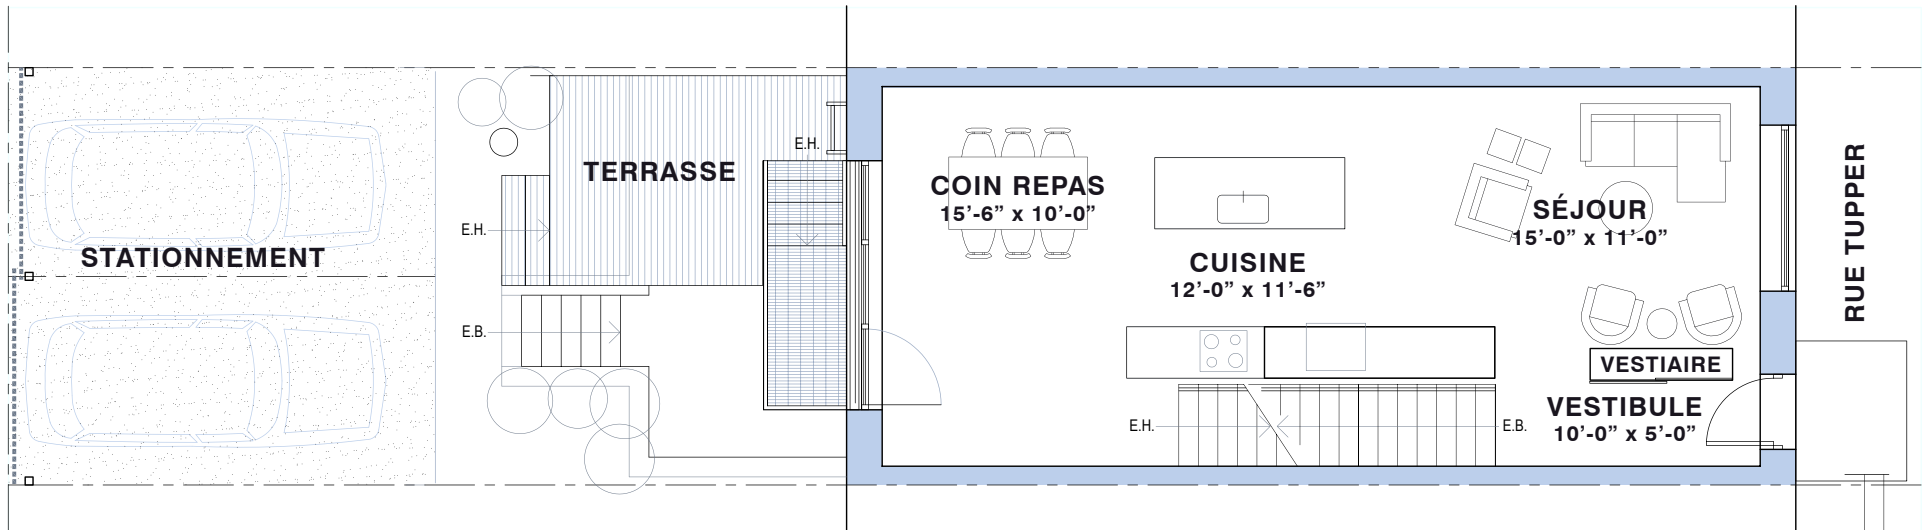 STATIONNEMENT
E.H.
E.B.
TERRASSE
E.H.
COIN REPAS
15’-6” x 10’-0”
CUISINE
12’-0” x 11’-6”
SÉJOUR
15’-0” x 11’-0”
VESTIAIRE
VESTIBULE
10’-0” x 5’-0”
E.H.
E.B.
RUE TUPPER